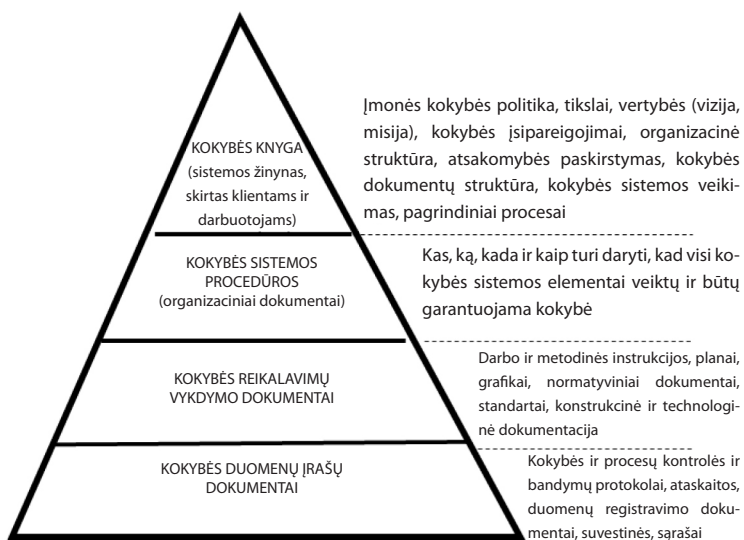 KOKYBĖS KNYGA
(sistemos žinynas,
skirtas klientams ir
darbuotojams)
Įmonės kokybės politika, tikslai, vertybės (vizija,
misija), kokybės įsipareigojimai, organizacinė
struktūra, atsakomybės paskirstymas, kokybės
dokumentų struktūra, kokybės sistemos veiki-
mas, pagrindiniai procesai
KOKYBĖS SISTEMOS
PROCEDŪROS
(organizaciniai dokumentai)
Kas, ką, kada ir kaip turi daryti, kad visi ko-
kybės sistemos elementai veiktų ir būtų
garantuojama kokybė
KOKYBĖS REIKALAVIMŲ
VYKDYMO DOKUMENTAI
Darbo ir metodinės instrukcijos, planai,
grafikai, normatyviniai dokumentai,
standartai, konstrukcinė ir technologi-
nė dokumentacija
KOKYBĖS DUOMENŲ ĮRAŠŲ
DOKUMENTAI
Kokybės ir procesų kontrolės ir
bandymų protokolai, ataskaitos,
duomenų registravimo doku-
mentai, suvestinės, sąrašai